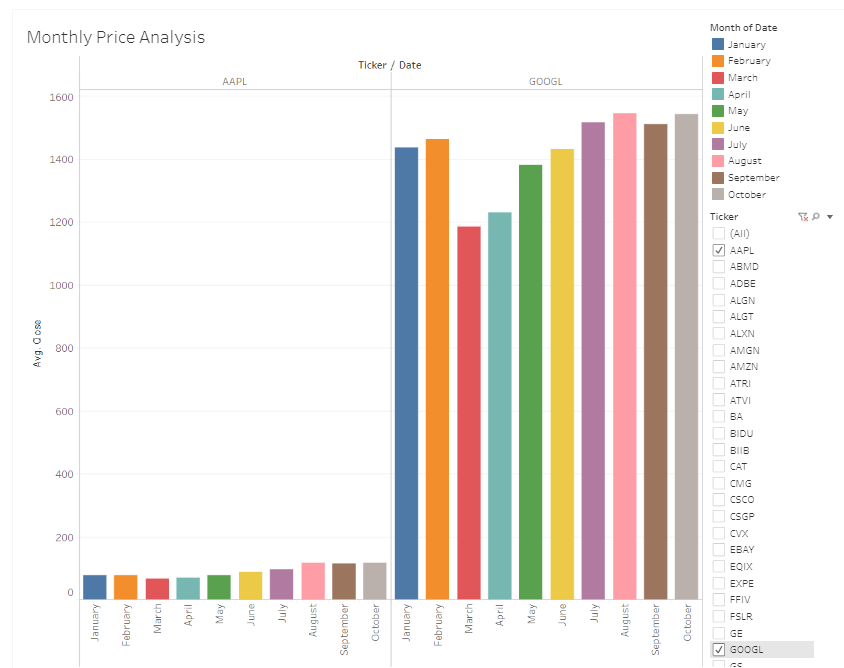 Monthly Price Analysis
Ticker / Date
AAPL GOOGL
1600
1400
1200
1000
800
600
400
200
0
Avg. Close
January February March April May June July August September October January February March April May June July August September October
Month of Date
January
February
March
April
May
June
July
August
September
October
Ticker
(All)
AAPL
ABMD
ADBE
ALGN
ALGT
ALXN
AMGN
AMZN
ATRI
ATVI
BA
BIDU
BIIB
CAT
CMG
CSCO
CSGP
CVX
EBAY
EQIX
EXPE
FFIV
FSLR
GE
GOOGL